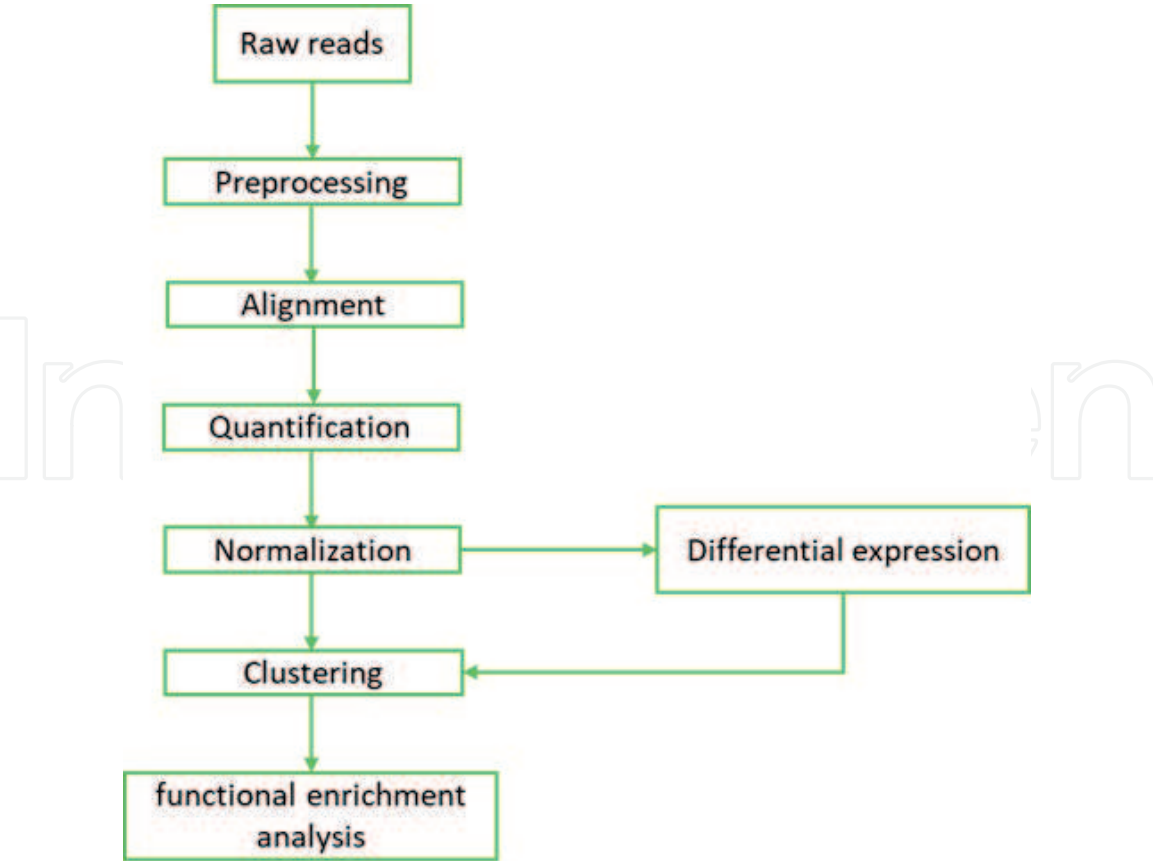 Raw reads
Preprocessing
Alignment
Quantification
Normalization
Differential expression
Clustering
functional enrichment
analysis